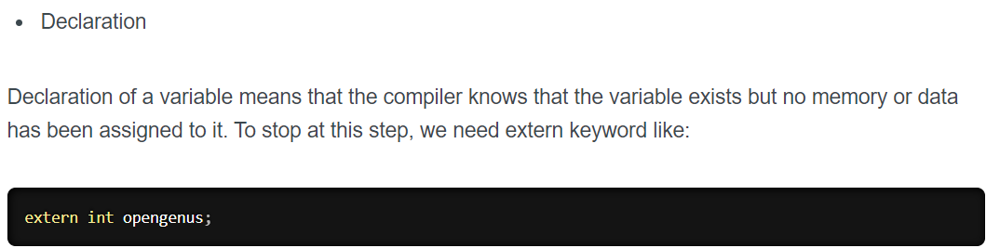 • Declaration
Declaration of a variable means that the compiler knows that the variable exists but no memory or data
has been assigned to it. To stop at this step, we need extern keyword like:
extern int opengenus;